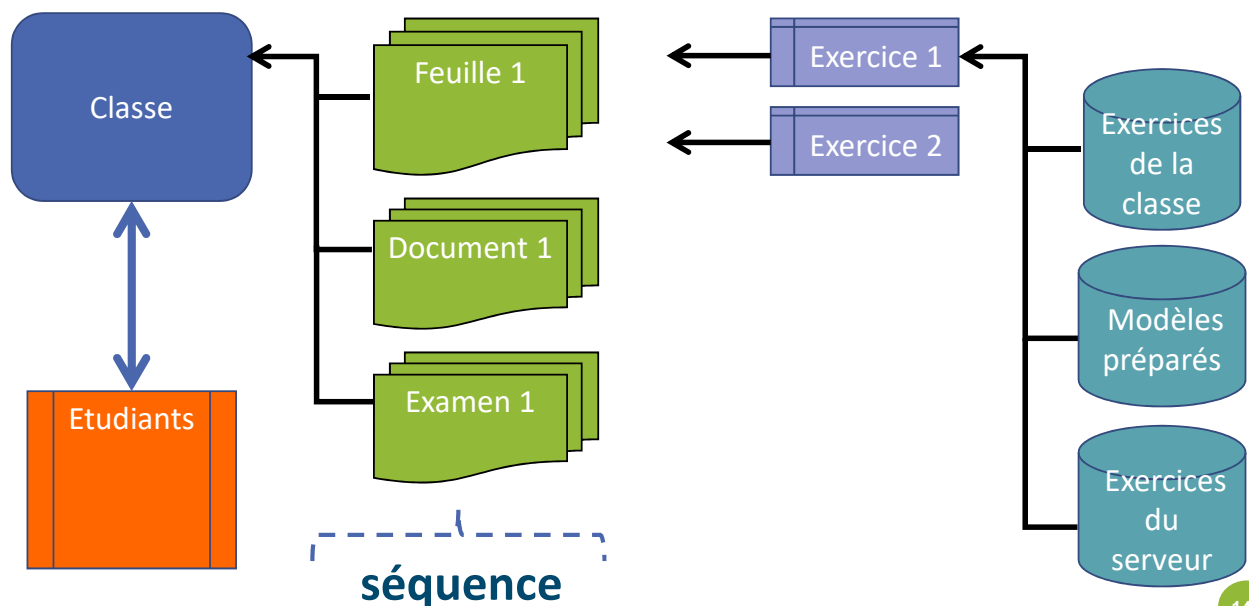 Classe
Etudiants
Feuille 1
Document 1
Examen 1
séquence
Exercice 1
Exercice 2
Exercices
de la
classe
Modèles
préparés
Exercices
du
serveur